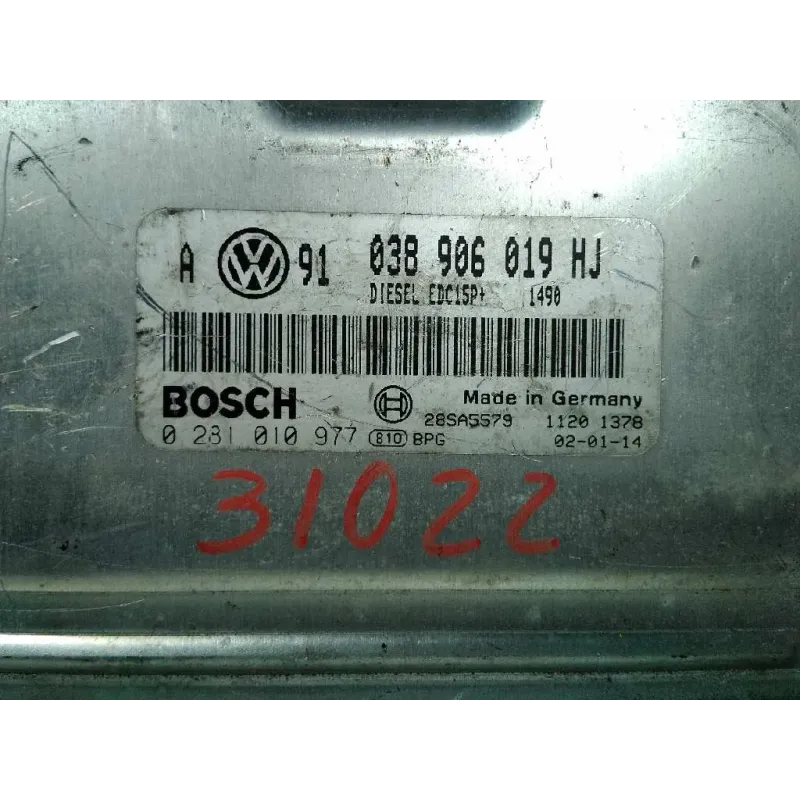 A VW 91 038 906 019 HJ
DIESEL EDC15P+ 1490
BOSCH Made in Germany
28SA5579 1120 1378
0 281 010 977 810 BPG 02-01-14
31022